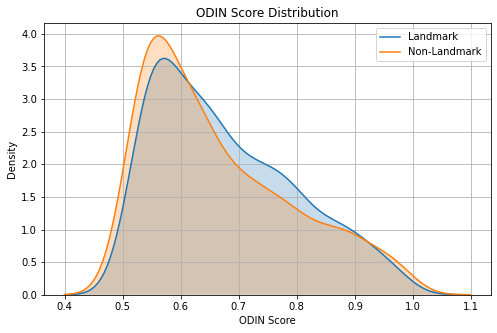 ODIN Score Distribution
Landmark
Non-Landmark
Density
4.0
3.5
3.0
2.5
2.0
1.5
1.0
0.5
0.0
0.4 0.5 0.6 0.7 0.8 0.9 1.0 1.1
ODIN Score